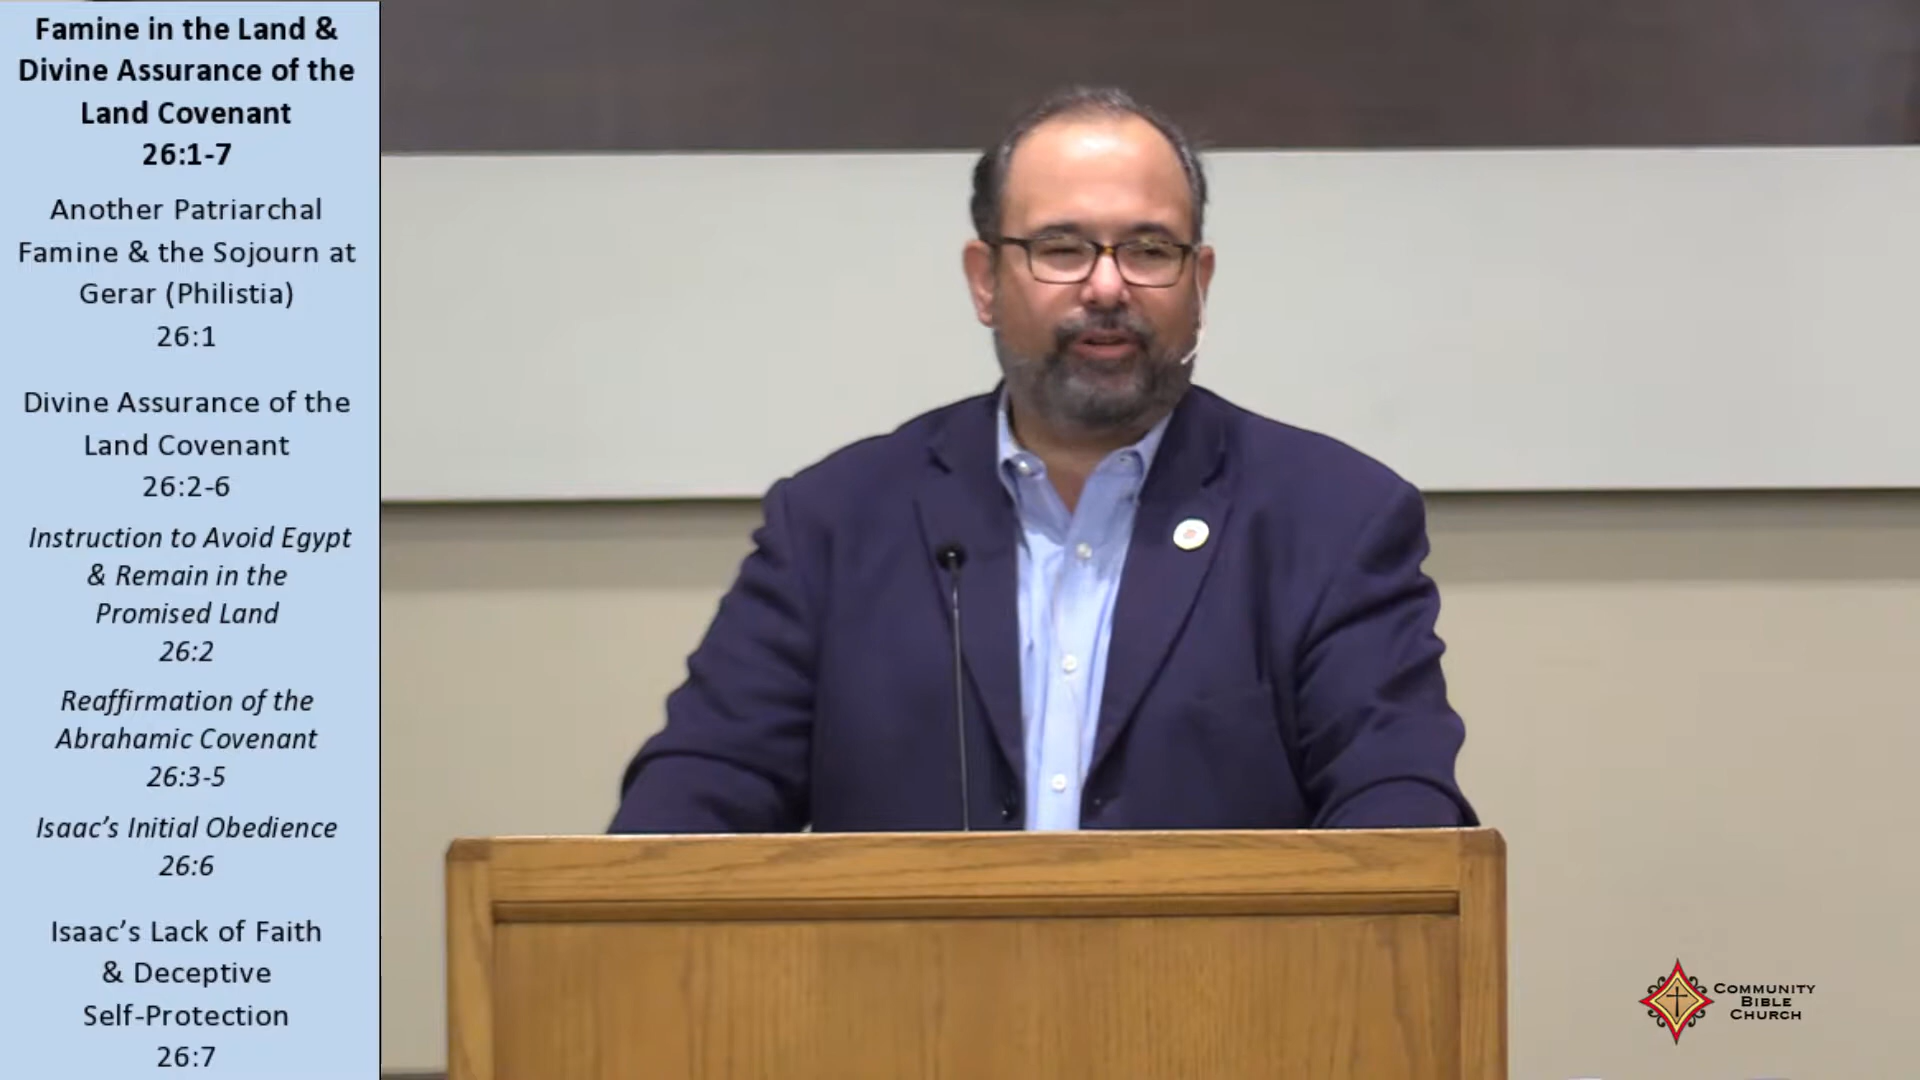 Famine in the Land &
Divine Assurance of the
Land Covenant
26:1-7
Another Patriarchal
Famine & the Sojourn at
Gerar (Philistia)
26:1
Divine Assurance of the
Land Covenant
26:2-6
Instruction to Avoid Egypt
& Remain in the
Promised Land
26:2
Reaffirmation of the
Abrahamic Covenant
26:3-5
Isaac’s Initial Obedience
26:6
Isaac’s Lack of Faith
& Deceptive
Self-Protection
26:7
COMMUNITY
BIBLE
CHURCH